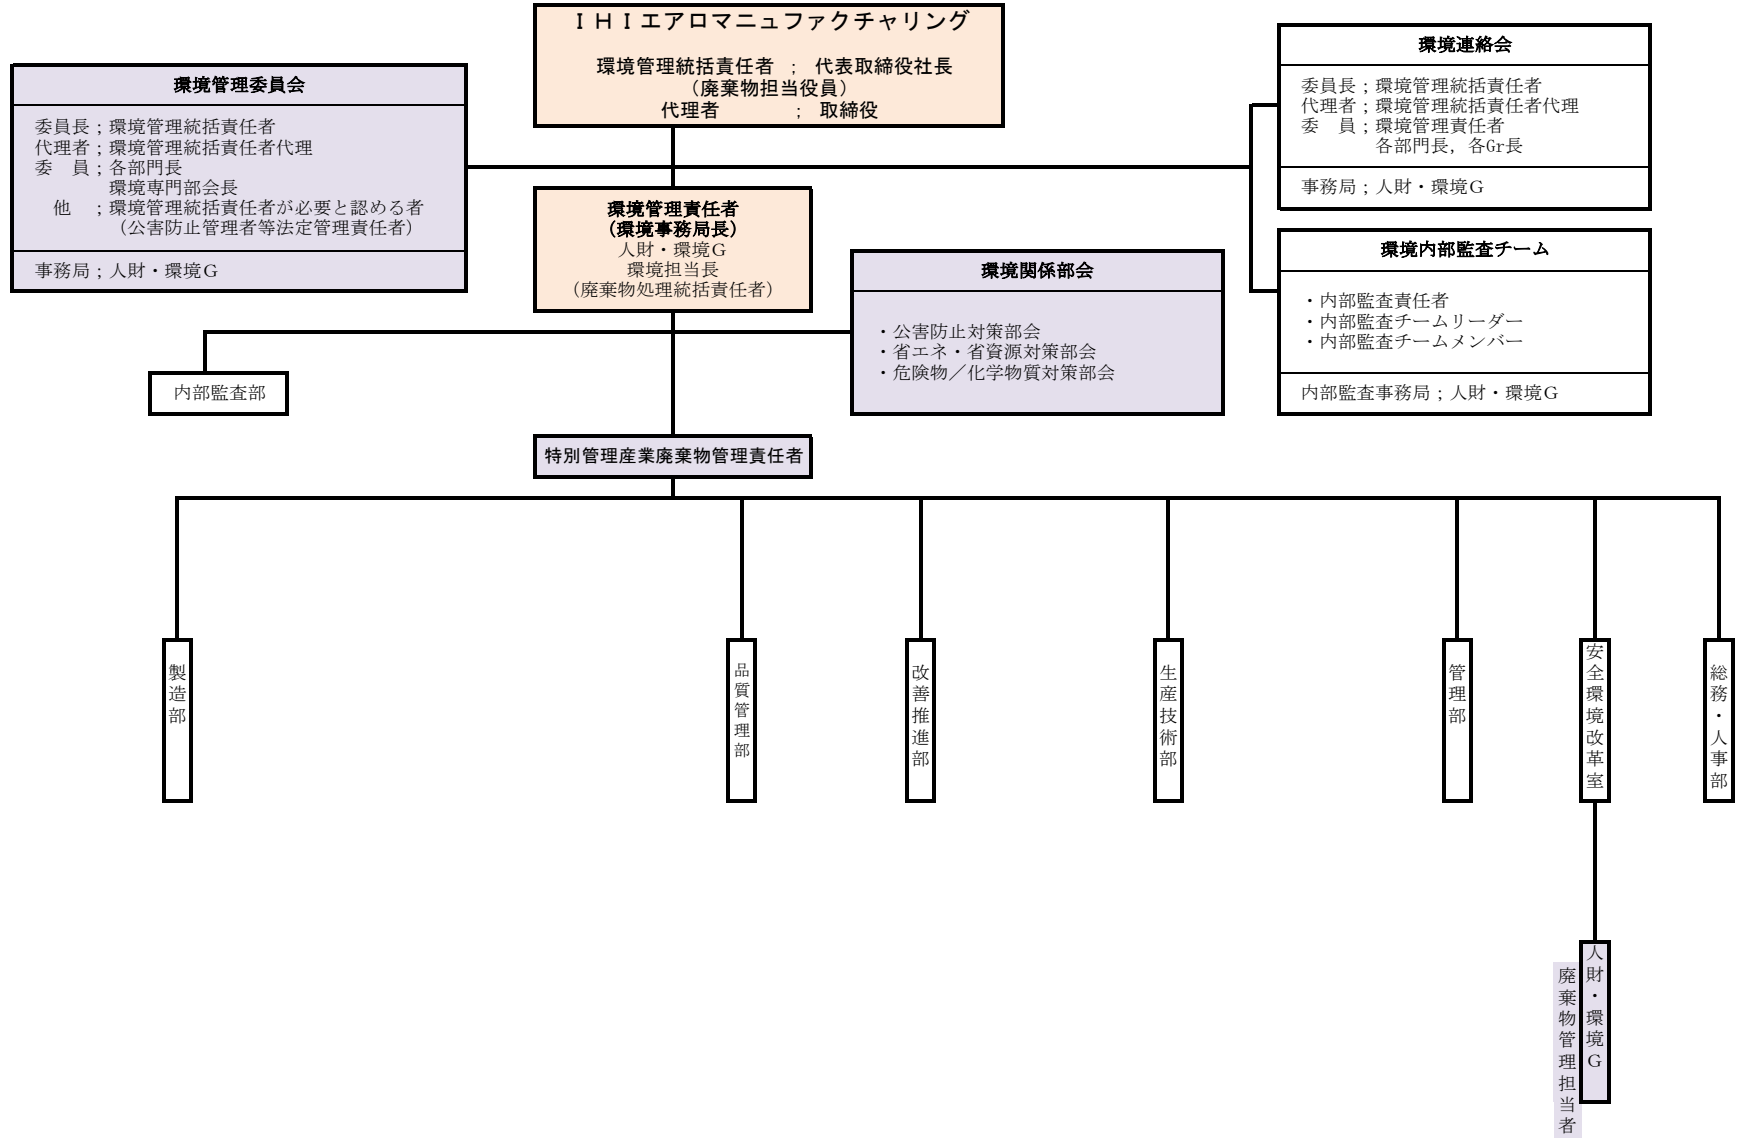 ＩＨＩエアロマニュファクチャリング
環境管理統括責任者　；　代表取締役社長
（廃棄物担当役員）
代理者　　　　；　取締役
環境管理委員会
委員長；環境管理統括責任者
代理者；環境管理統括責任者代理
委　員；各部門長
環境専門部会長
他　；環境管理統括責任者が必要と認める者
（公害防止管理者等法定管理責任者）
事務局；人財・環境Ｇ
環境連絡会
委員長；環境管理統括責任者
代理者；環境管理統括責任者代理
委　員；環境管理責任者
各部門長，各Gr長
事務局；人財・環境Ｇ
環境管理責任者
（環境事務局長）
人財・環境Ｇ
環境担当長
（廃棄物処理統括責任者）
環境関係部会
・公害防止対策部会
・省エネ・省資源対策部会
・危険物／化学物質対策部会
環境内部監査チーム
・内部監査責任者
・内部監査チームリーダー
・内部監査チームメンバー
内部監査事務局；人財・環境Ｇ
内部監査部
特別管理産業廃棄物管理責任者
製造部
品質管理部
改善推進部
生産技術部
管理部
安全環境改革室
総務・人事部
人財・環境Ｇ
廃棄物管理担当者